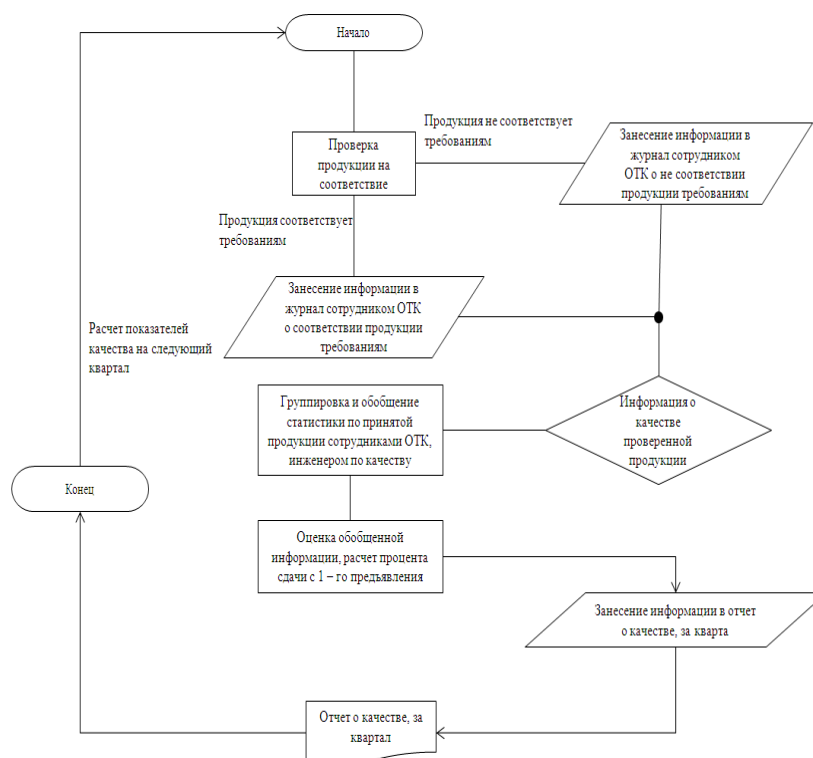 Начало
Продукция не соответствует
требованиям
Занесение информации в
журнал сотрудником
ОТК о не соответствии
продукции требованиям
Проверка
продукции на
соответствие
Продукция соответствует
требованиям
Занесение информации в
журнал сотрудником ОТК
о соответствии продукции
требованиям
Расчет показателей
качества на следующий
квартал
Группировка и обобщение
статистики по принятой
продукции сотрудниками ОТК,
инженером по качеству
Информация о
качестве
проверенной
продукции
Конец
Оценка обобщенной
информации, расчет процента
сдачи с 1 – го предъявления
Занесение информации в отчет
о качестве, за кварта
Отчет о качестве, за
квартал